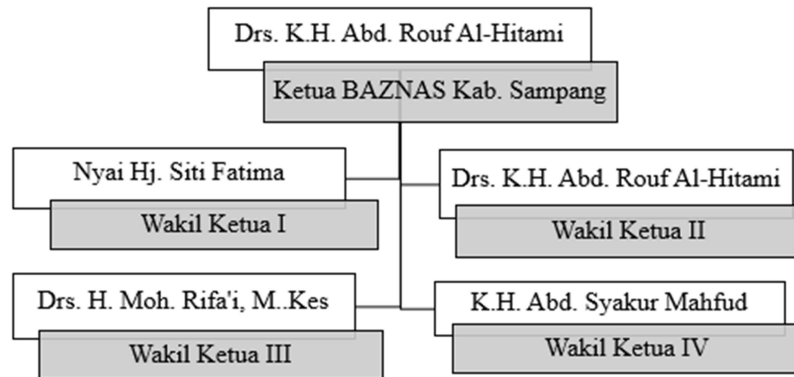 Drs. K.H. Abd. Rouf Al-Hitami
Ketua BAZNAS Kab. Sampang
Nyai Hj. Siti Fatima
Wakil Ketua I
Drs. K.H. Abd. Rouf Al-Hitami
Wakil Ketua II
Drs. H. Moh. Rifa'i, M..Kes
Wakil Ketua III
K.H. Abd. Syakur Mahfud
Wakil Ketua IV